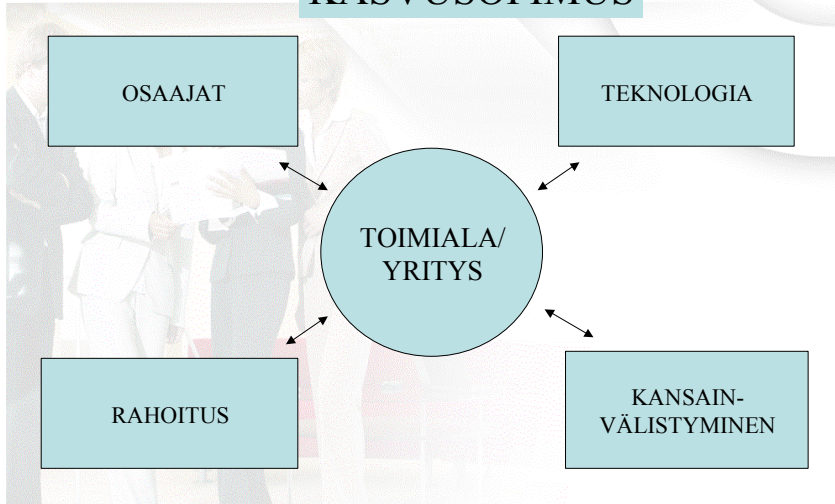 KASVUSOPIMUS
OSAAJAT
TEKNOLOGIA
TOIMIALA/
YRITYS
RAHOITUS
KANSAIN-
VÄLISTYMINEN